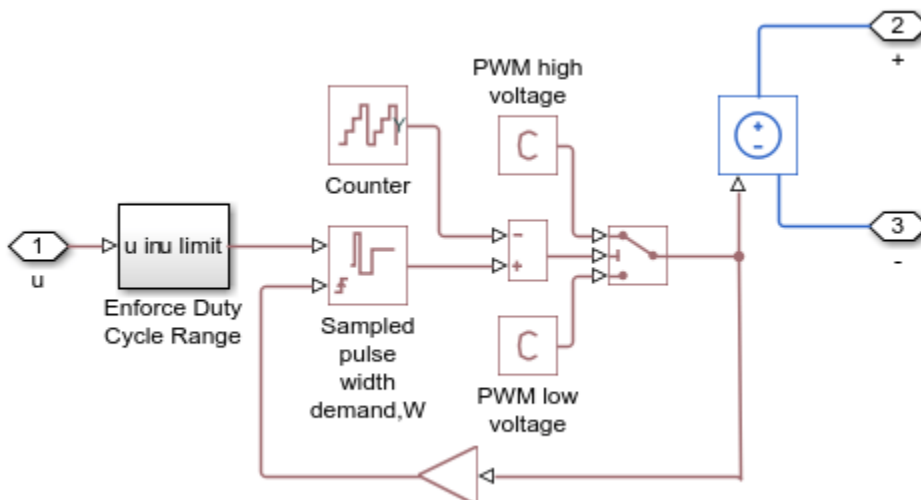 2
+
PWM high
voltage
Y
C
+
-
Counter
3
-
1
u
u inu limit
-
+
Enforce Duty
Cycle Range
Sampled
pulse
width
demand,W
C
PWM low
voltage